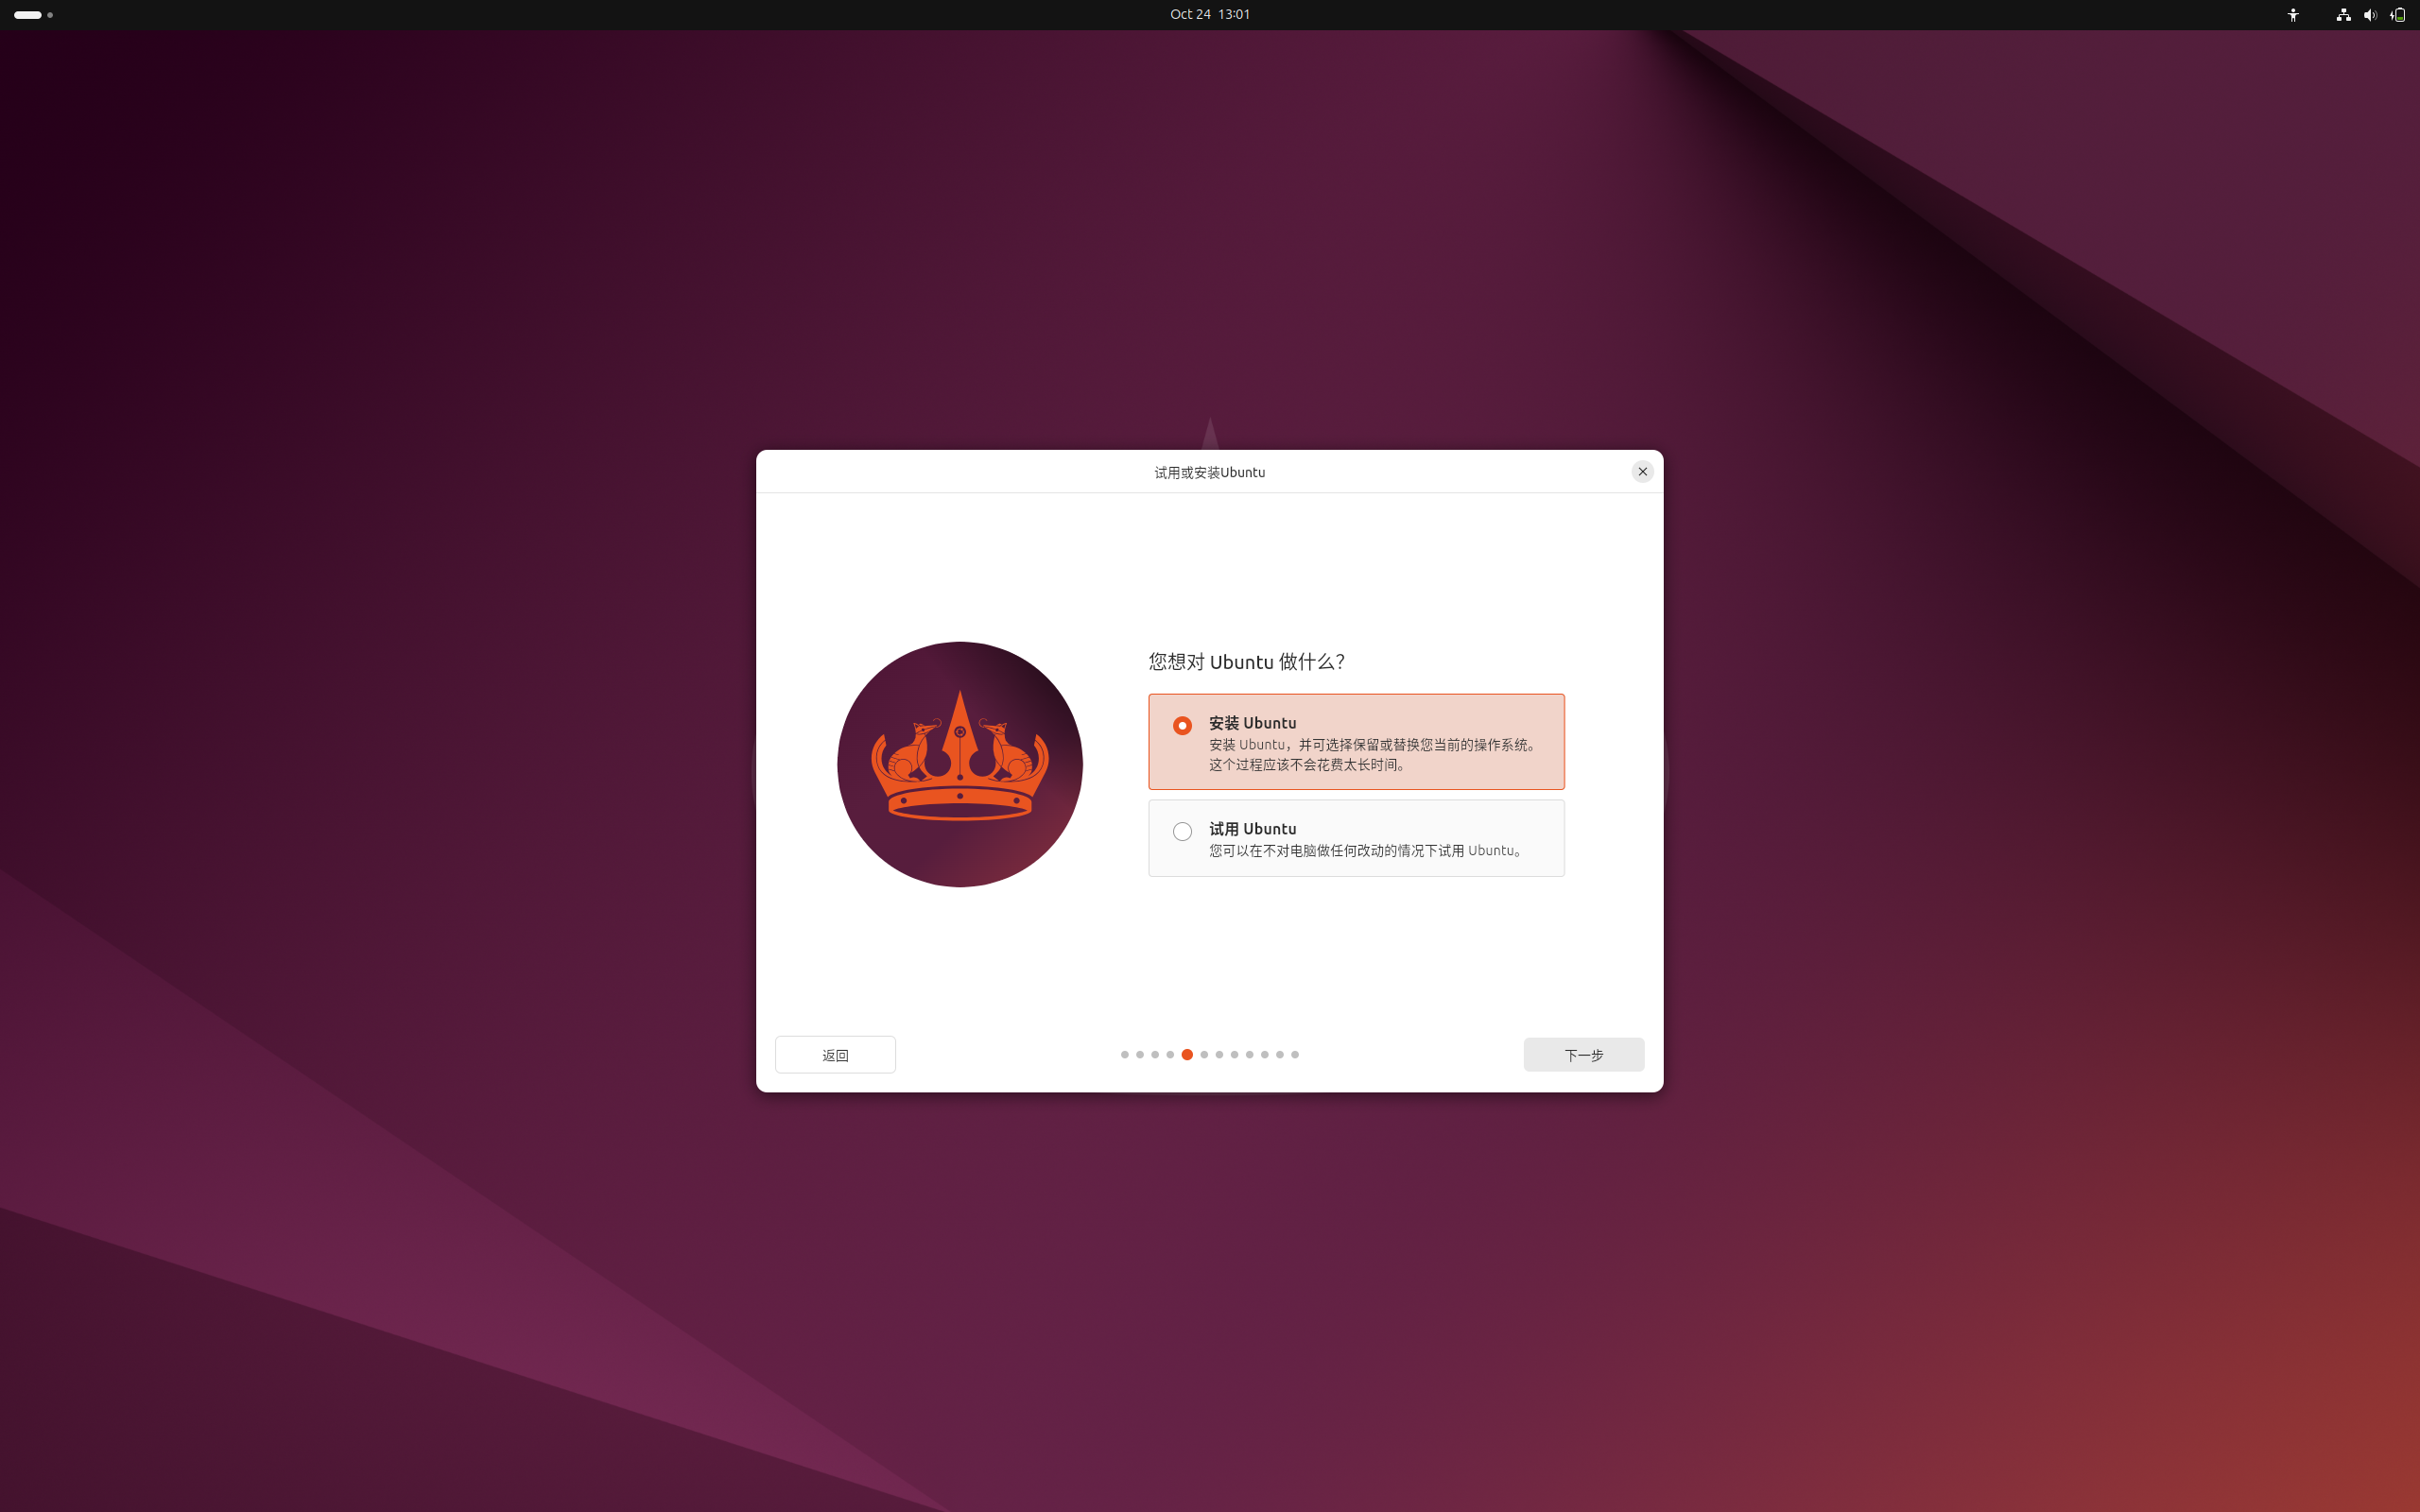 Oct 24 13:01
试用或安装Ubuntu
您想对 Ubuntu 做什么？
安装 Ubuntu
安装 Ubuntu，并可选择保留或替换您当前的操作系统。
这个过程应该不会花费太长时间。
试用 Ubuntu
您可以在不对电脑做任何改动的情况下试用 Ubuntu。
返回
下一步